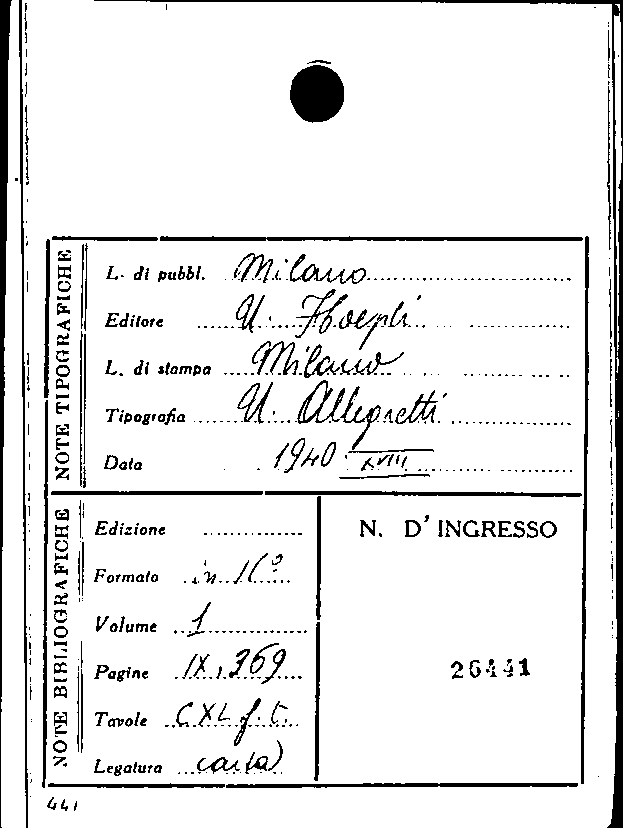 NOTE TIPOGRAFICHE
L. di pubbl. Milano
Editore U. Hoepli
L. di stampa Milano
Tipografia U. Allegretti
Data 1940 XVIII
NOTE BIBLIOGRAFICHE
Edizione
Formato in 16º
Volume 1
Pagine IX, 369
Tavole CXL f. t.
Legatura carta
N. D' INGRESSO
26441
441